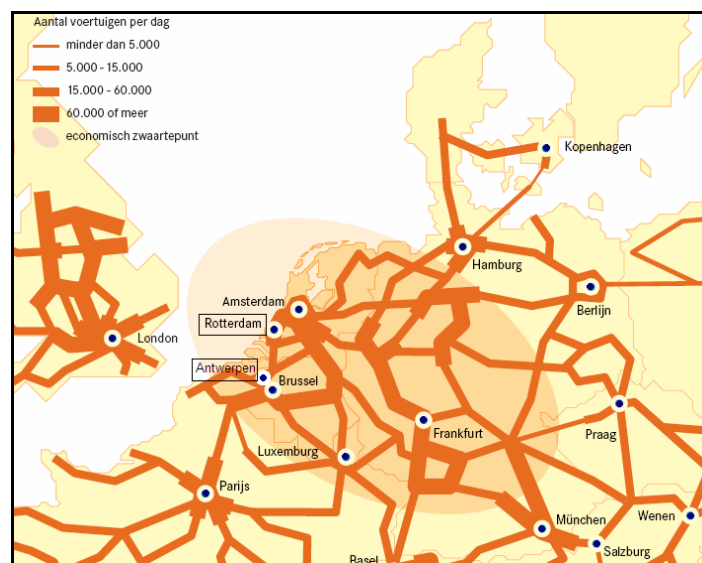 Aantal voertuigen per dag
minder dan 5.000
5.000 - 15.000
15.000 - 60.000
60.000 of meer
economisch zwaartepunt
Kopenhagen
Hamburg
Amsterdam
Berlijn
Rotterdam
London
Antwerpen
Brussel
Frankfurt
Praag
Luxemburg
Parijs
München
Wenen
Salzburg
Basel